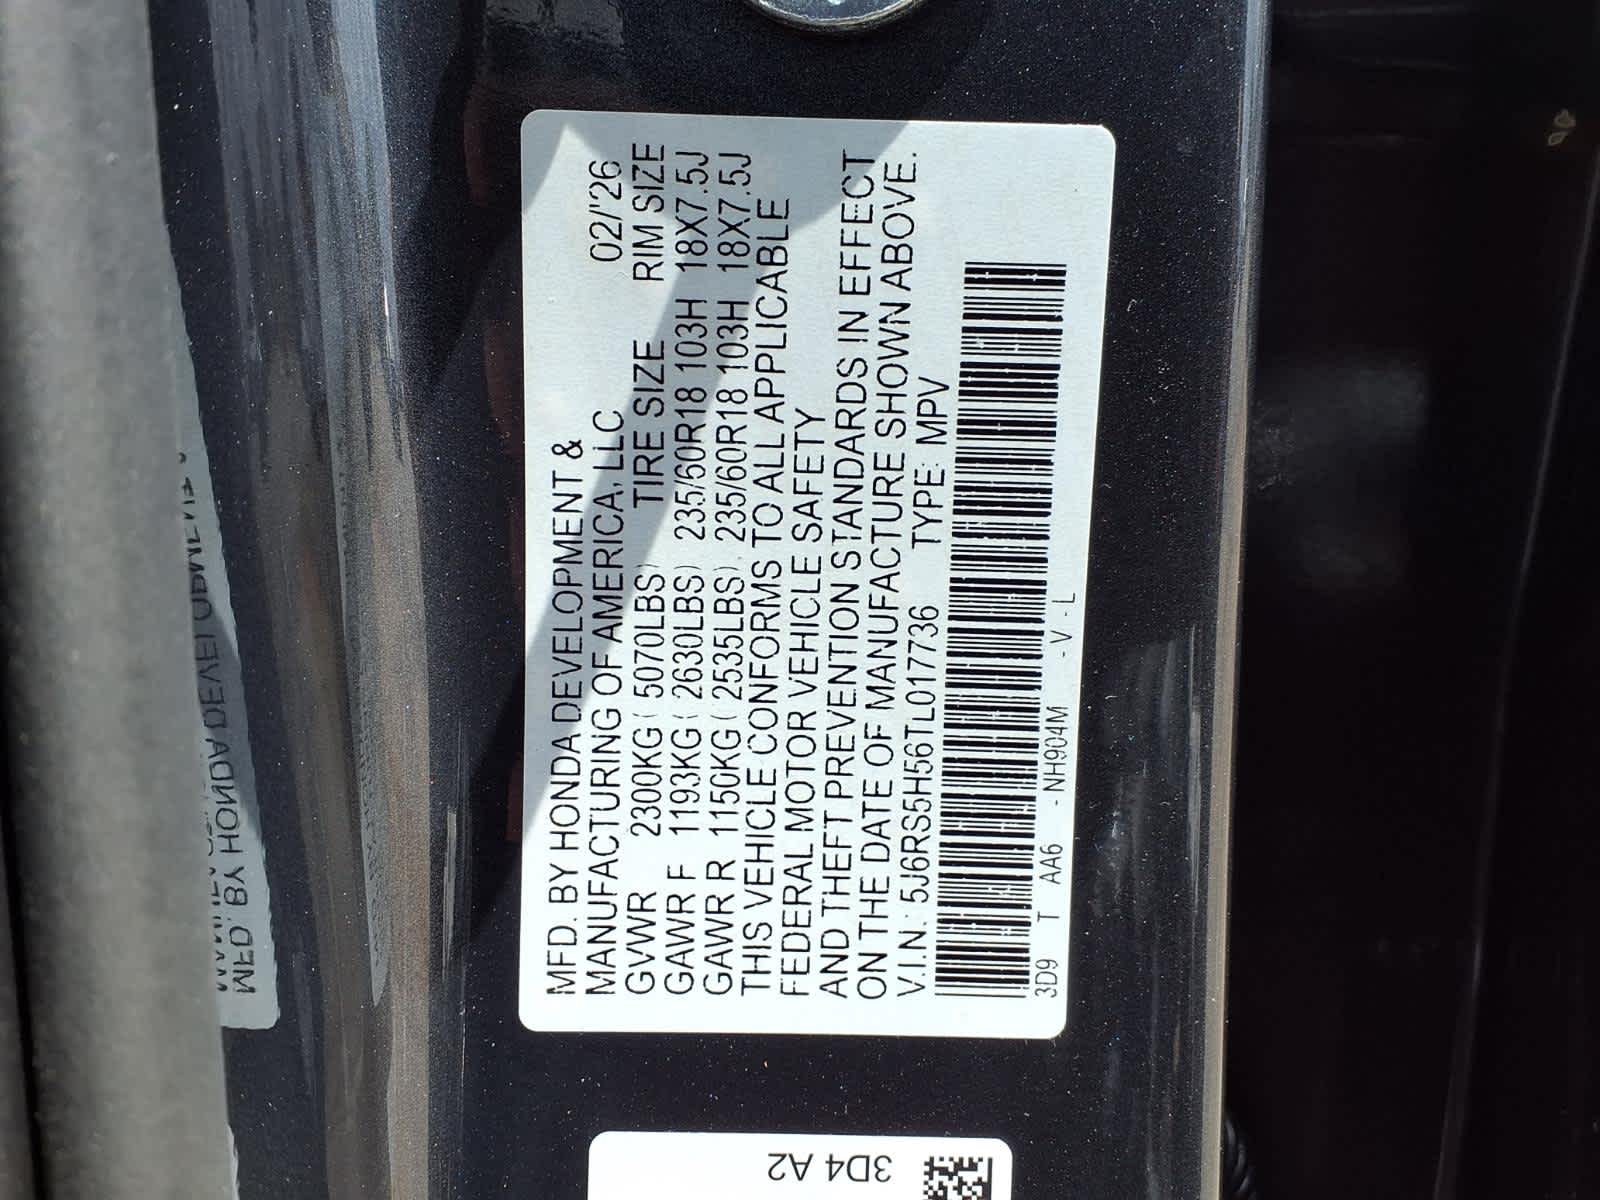 MFD. BY HONDA DEVELOPMENT &
MANUFACTURING OF AMERICA, LLC 02/'26
GVWR 2300KG( 5070LBS) TIRE SIZE RIM SIZE
GAWR F 1193KG( 2630LBS) 235/60R18 103H 18X7.5J
GAWR R 1150KG( 2535LBS) 235/60R18 103H 18X7.5J
THIS VEHICLE CONFORMS TO ALL APPLICABLE
FEDERAL MOTOR VEHICLE SAFETY
AND THEFT PREVENTION STANDARDS IN EFFECT
ON THE DATE OF MANUFACTURE SHOWN ABOVE.
V.I.N.: 5J6RS5H56TL017736 TYPE: MPV
3D9 T AA6 -NH904M -V-L
3D4 A2
MFD. BY HONDA DEVELOPMENT